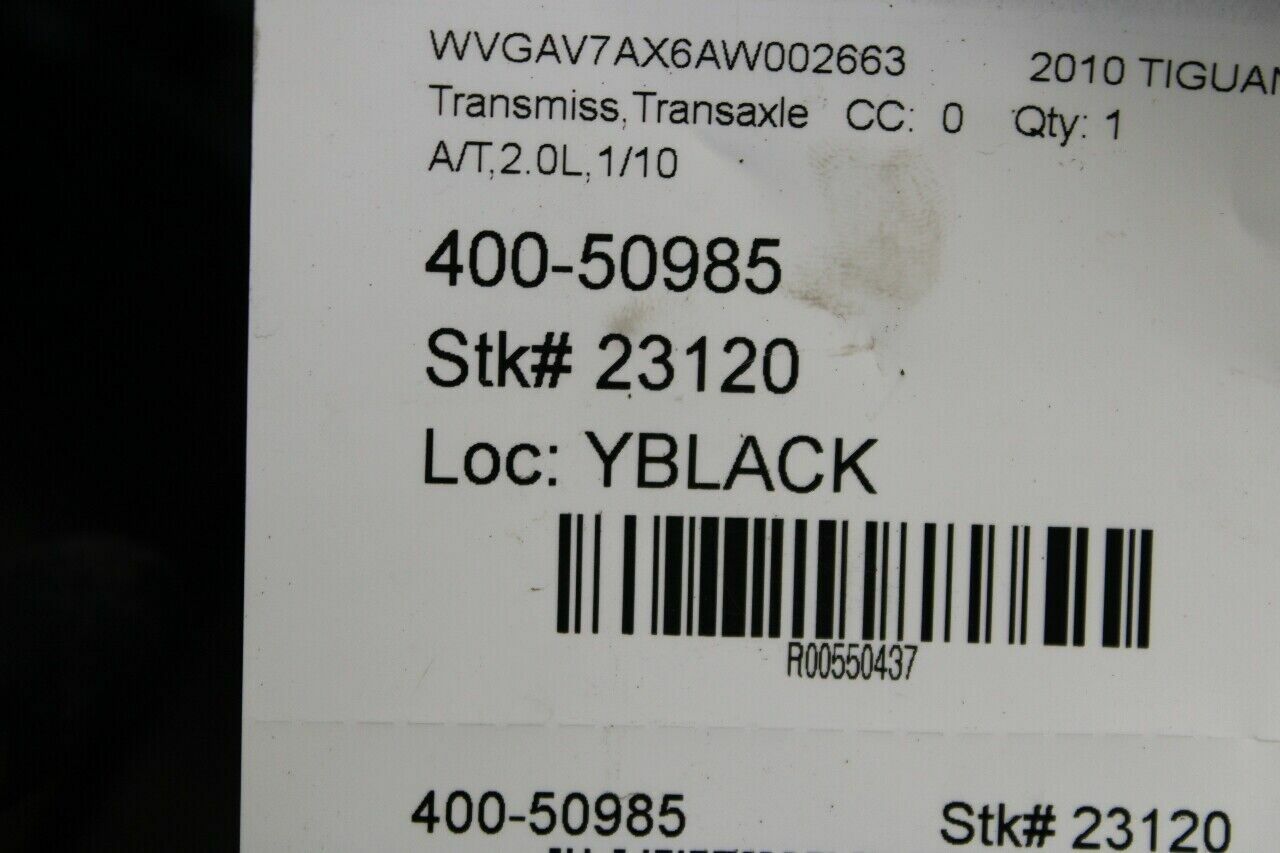 WVGAV7AX6AW002663 2010 TIGUAN
Transmiss,Transaxle CC: 0 Qty: 1
A/T,2.0L,1/10
400-50985
Stk# 23120
Loc: YBLACK
R00550437
400-50985 Stk# 23120